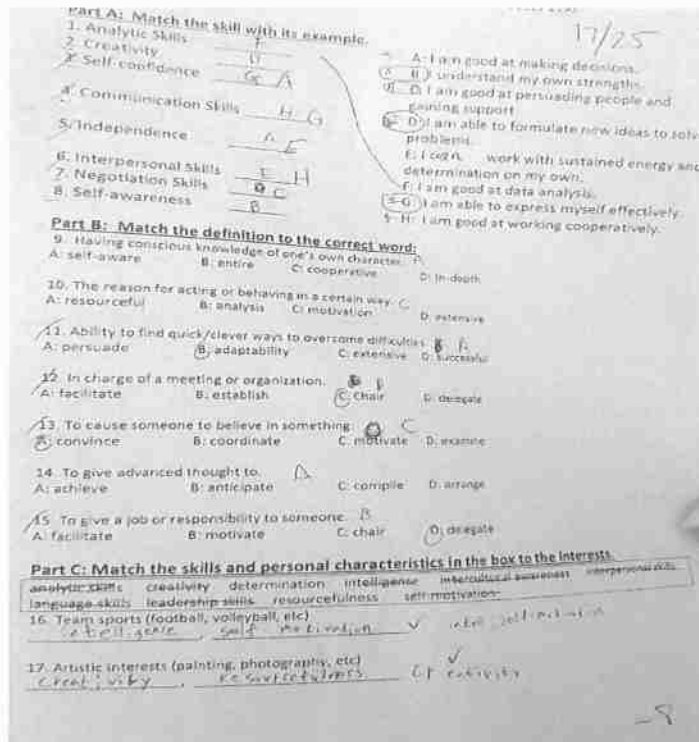 Part A: Match the skill with its example.
17/25
1. Analytic Skills F
2. Creativity D
3. Self-confidence G A
4. Communication Skills H G
5. Independence A E
6. Interpersonal Skills E H
7. Negotiation Skills C
8. Self-awareness B
A: I am good at making decisions.
B: I understand my own strengths.
I am good at persuading people and
gaining support
D: I am able to formulate new ideas to solv
problems.
E: I can work with sustained energy and
determination on my own.
F: I am good at data analysis.
G: I am able to express myself effectively.
H: I am good at working cooperatively.
Part B: Match the definition to the correct word:
9. Having conscious knowledge of one's own character. A
A: self-aware B: entire C: cooperative D: in-depth
10. The reason for acting or behaving in a certain way. C
A: resourceful B: analysis C: motivation D: extensive
11. Ability to find quick/clever ways to overcome difficulties. A
A: persuade B: adaptability C: extensive D: successful
12. In charge of a meeting or organization.
A: facilitate B: establish C: Chair D: delegate
13. To cause someone to believe in something C
A: convince B: coordinate C: motivate D: examine
14. To give advanced thought to.
A: achieve B: anticipate C: compile D: arrange
15. To give a job or responsibility to someone. B
A: facilitate B: motivate C: chair D: delegate
Part C: Match the skills and personal characteristics in the box to the interests.
analytic skills creativity determination intelligense intercultural awareness interpersonal skills
language skills leadership skills resourcefulness self-motivation
16. Team sports (football, volleyball, etc)
self motivation
17. Artistic interests (painting, photography, etc)
creativity, resourcefulness creativity
-8